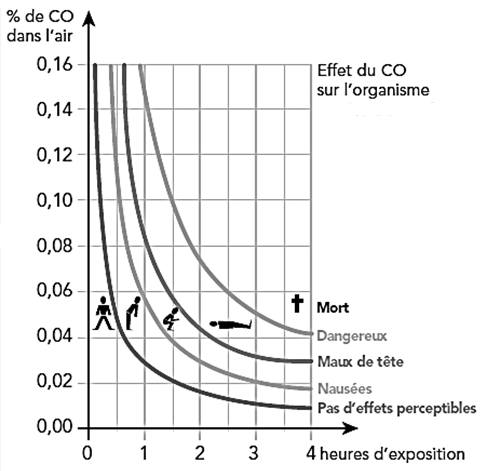 % de CO
dans l'air
Effet du CO
sur l'organisme
0,16
0,14
0,12
0,10
0,08
0,06
0,04
0,02
0,00
Mort
Dangereux
Maux de tête
Nausées
Pas d'effets perceptibles
0 1 2 3 4 heures d'exposition